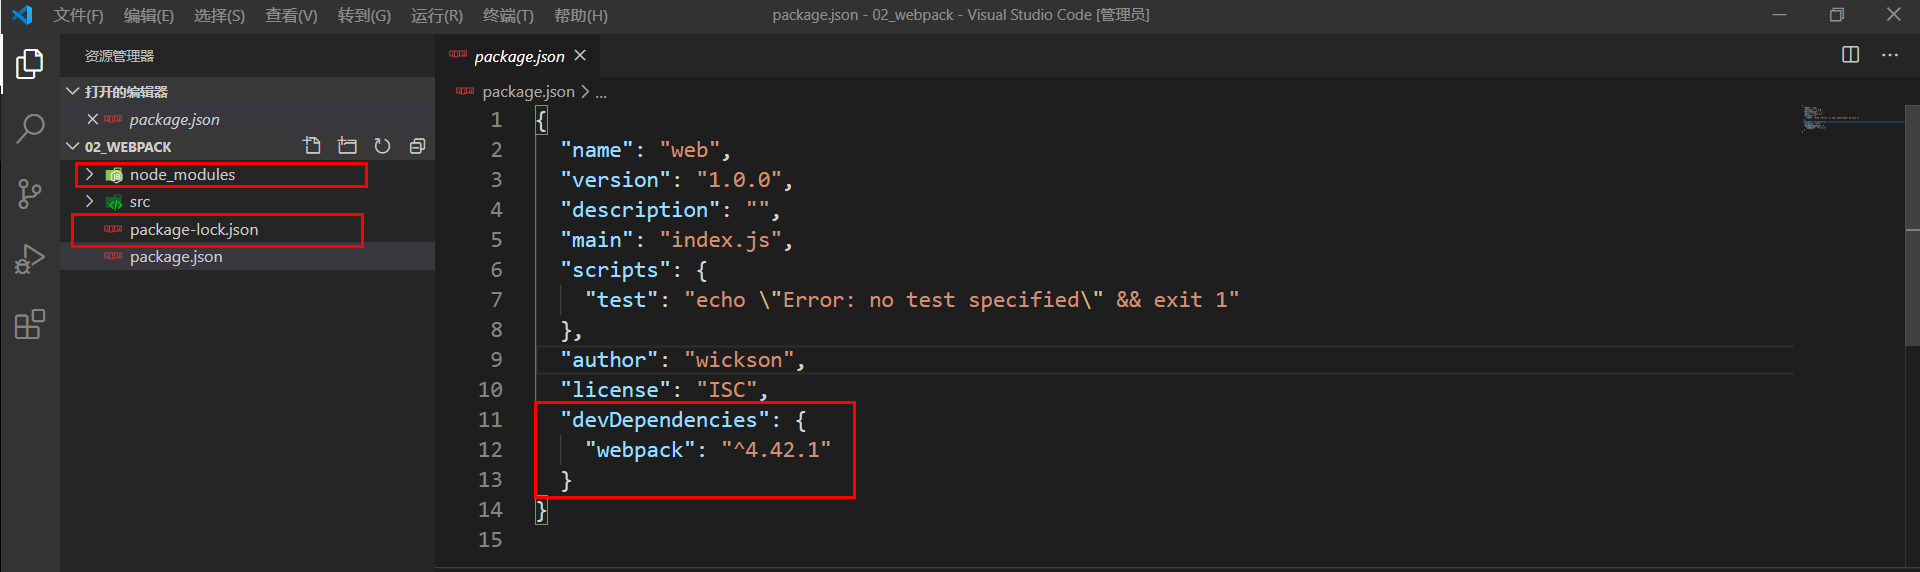 文件(F) 编辑(E) 选择(S) 查看(V) 转到(G) 运行(R) 终端(T) 帮助(H) package.json - 02_webpack - Visual Studio Code [管理员]
资源管理器
打开的编辑器
package.json
02_WEBPACK
node_modules
src
package-lock.json
package.json
package.json
package.json > ...
1 {
2 "name": "web",
3 "version": "1.0.0",
4 "description": "",
5 "main": "index.js",
6 "scripts": {
7 "test": "echo \"Error: no test specified\" && exit 1"
8 },
9 "author": "wickson",
10 "license": "ISC",
11 "devDependencies": {
12 "webpack": "^4.42.1"
13 }
14 }
15